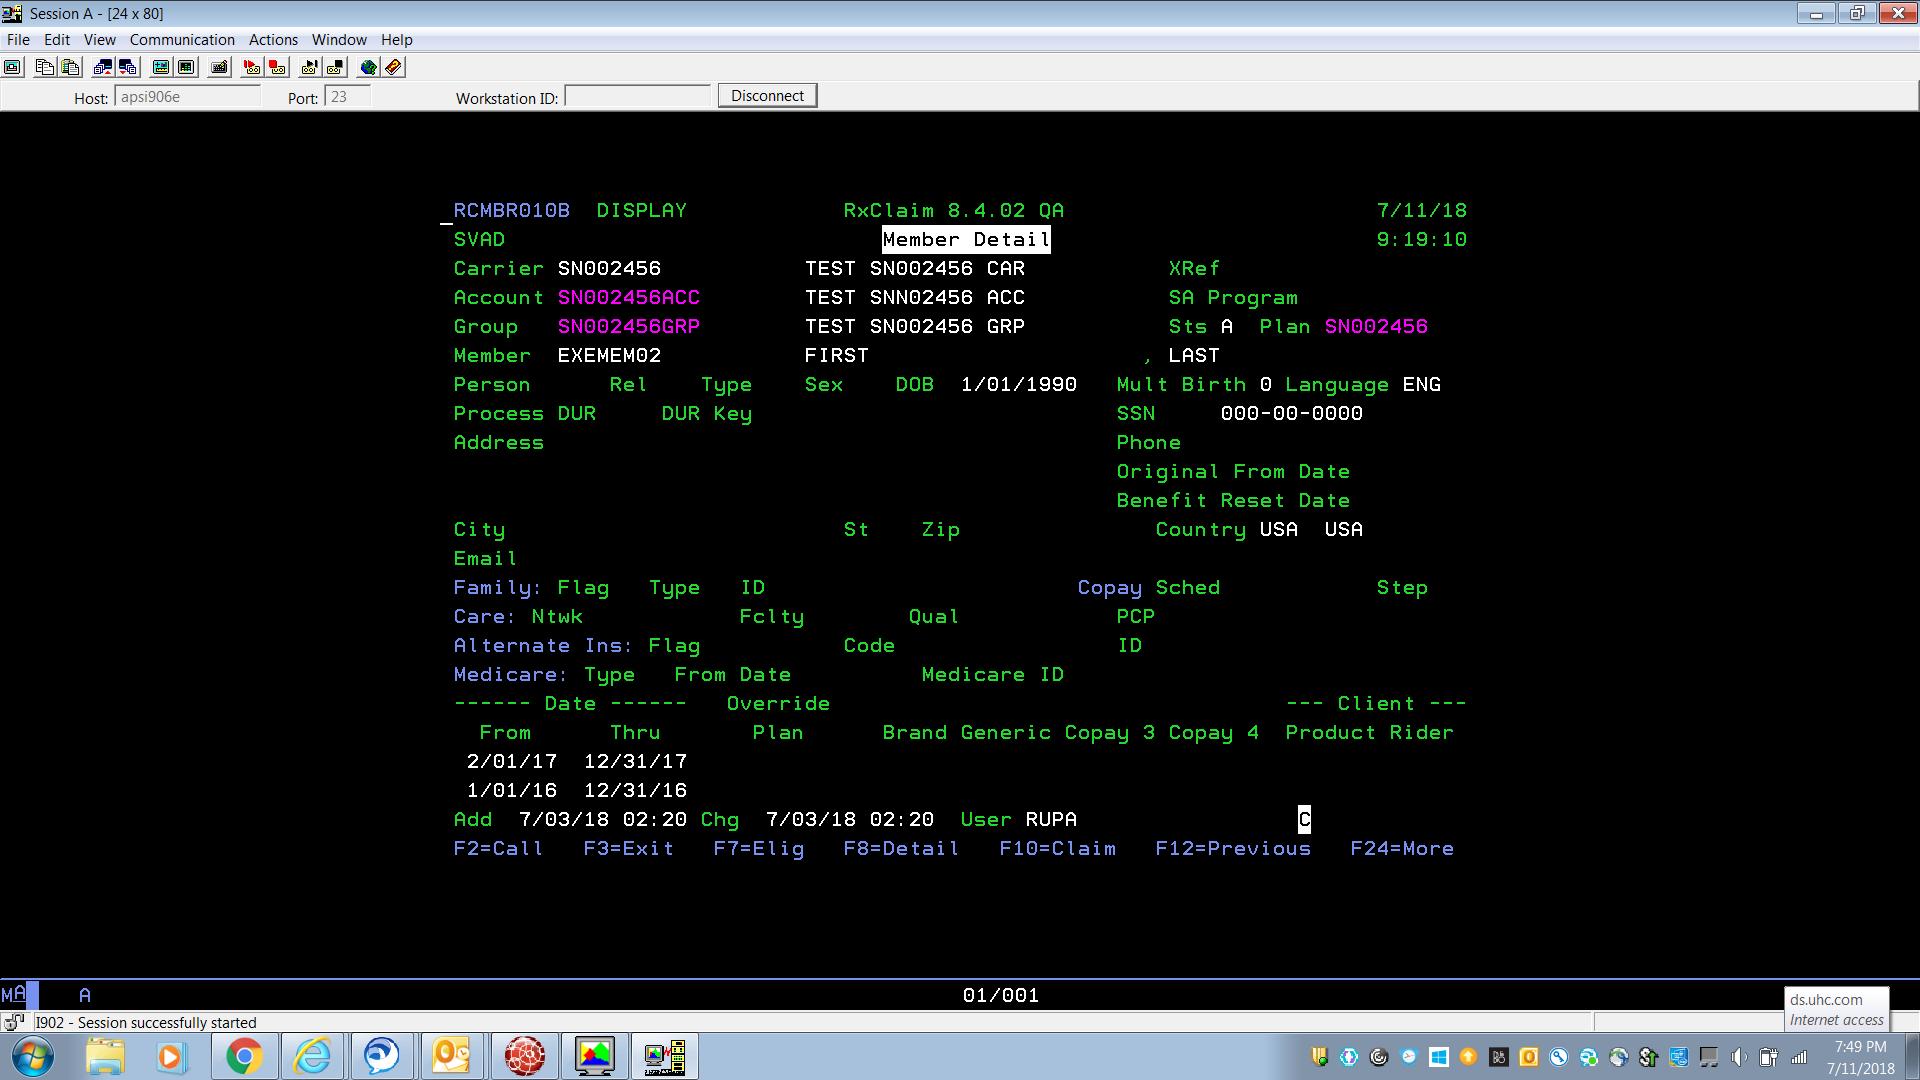 Session A - [24 x 80]
File Edit View Communication Actions Window Help
Host: apsi906e Port: 23 Workstation ID: Disconnect
RCMBR010B DISPLAY RxClaim 8.4.02 QA 7/11/18
SVAD Member Detail 9:19:10
Carrier SN002456 TEST SN002456 CAR XRef
Account SN002456ACC TEST SNN02456 ACC SA Program
Group SN002456GRP TEST SN002456 GRP Sts A Plan SN002456
Member EXEMEM02 FIRST , LAST
Person Rel Type Sex DOB 1/01/1990 Mult Birth 0 Language ENG
Process DUR DUR Key SSN 000-00-0000
Address Phone
Original From Date
Benefit Reset Date
City St Zip Country USA USA
Email
Family: Flag Type ID Copay Sched Step
Care: Ntwk Fclty Qual PCP
Alternate Ins: Flag Code ID
Medicare: Type From Date Medicare ID
------ Date ------ Override --- Client ---
From Thru Plan Brand Generic Copay 3 Copay 4 Product Rider
2/01/17 12/31/17
1/01/16 12/31/16
Add 7/03/18 02:20 Chg 7/03/18 02:20 User RUPA C
F2=Call F3=Exit F7=Elig F8=Detail F10=Claim F12=Previous F24=More
MA A 01/001
ds.uhc.com
Internet access
I902 - Session successfully started
7:49 PM
7/11/2018